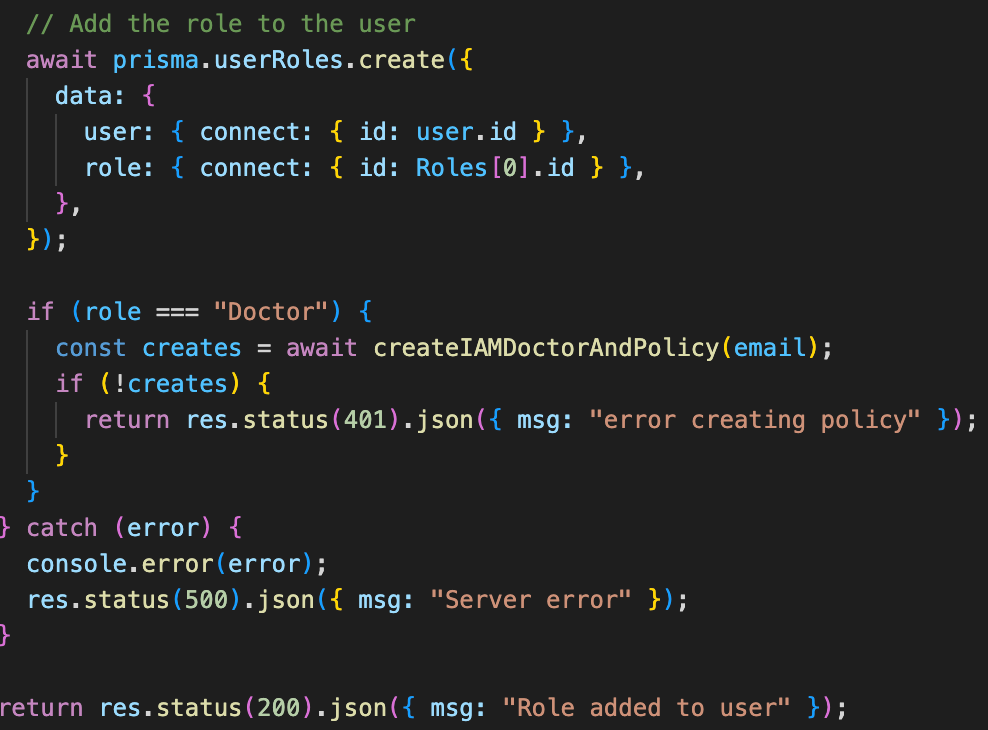 // Add the role to the user
await prisma.userRoles.create({
data: {
user: { connect: { id: user.id } },
role: { connect: { id: Roles[0].id } },
},
});
if (role === "Doctor") {
const creates = await createIAMDoctorAndPolicy(email);
if (!creates) {
return res.status(401).json({ msg: "error creating policy" });
}
}
} catch (error) {
console.error(error);
res.status(500).json({ msg: "Server error" });
}
return res.status(200).json({ msg: "Role added to user" });